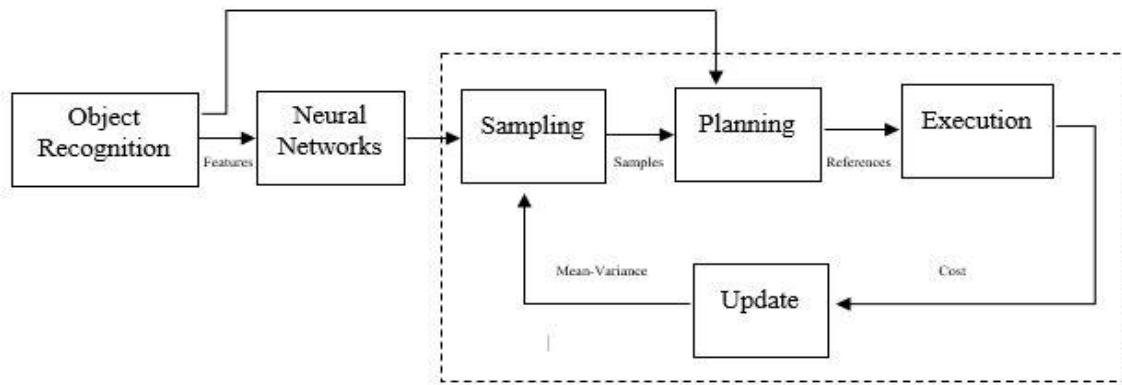 Object
Recognition
Features
Neural
Networks
Sampling
Samples
Planning
References
Execution
Mean-Variance
Update
Cost